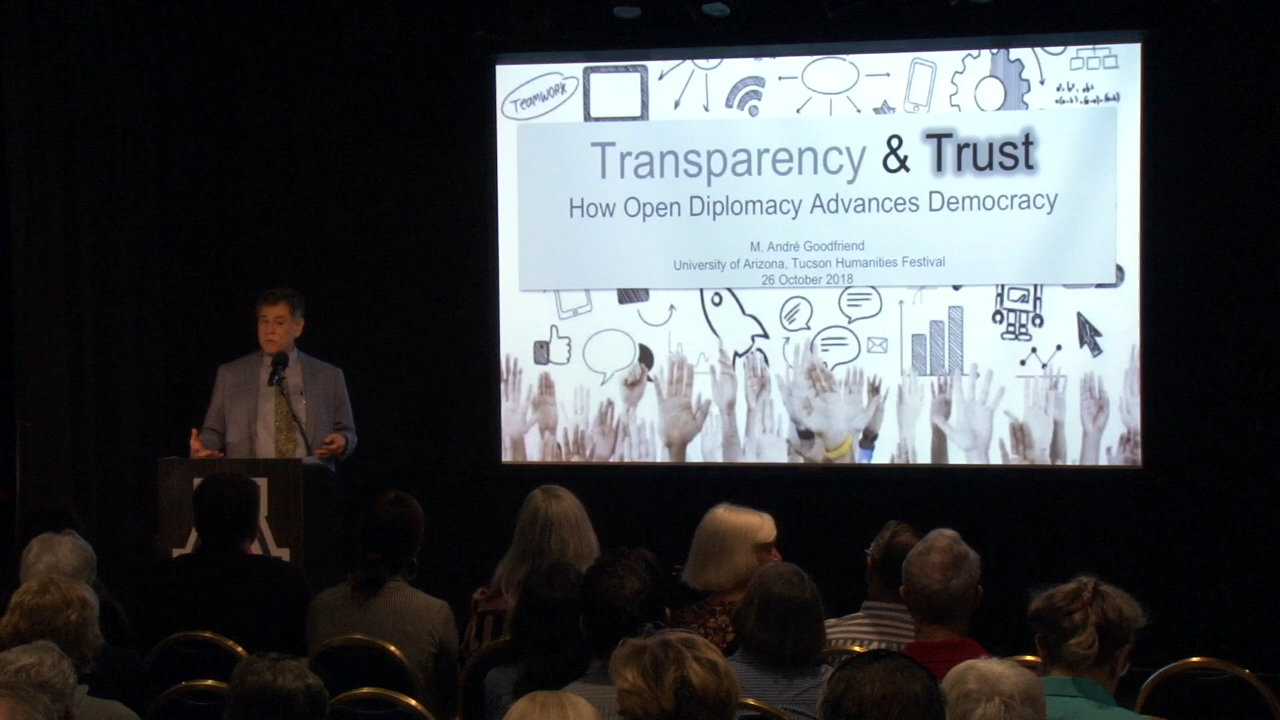 TEAMWORK
Transparency & Trust
How Open Diplomacy Advances Democracy
M. André Goodfriend
University of Arizona, Tucson Humanities Festival
26 October 2018
A